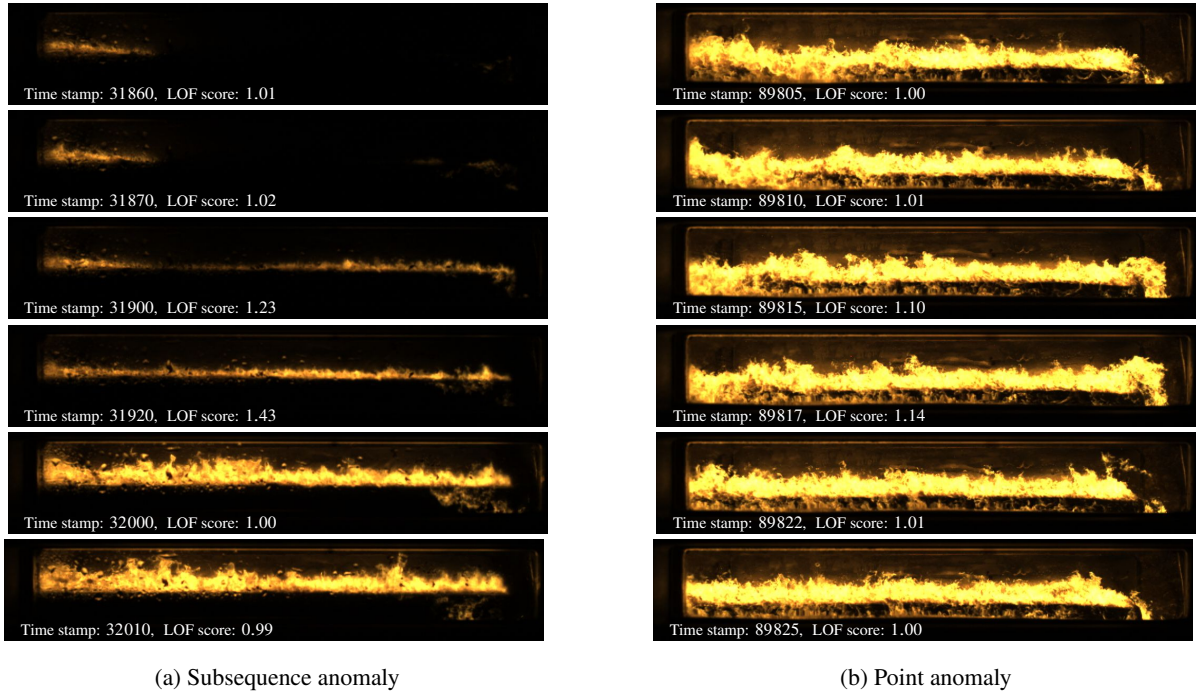 Time stamp: 31860, LOF score: 1.01
Time stamp: 31870, LOF score: 1.02
Time stamp: 31900, LOF score: 1.23
Time stamp: 31920, LOF score: 1.43
Time stamp: 32000, LOF score: 1.00
Time stamp: 32010, LOF score: 0.99
(a) Subsequence anomaly
Time stamp: 89805, LOF score: 1.00
Time stamp: 89810, LOF score: 1.01
Time stamp: 89815, LOF score: 1.10
Time stamp: 89817, LOF score: 1.14
Time stamp: 89822, LOF score: 1.01
Time stamp: 89825, LOF score: 1.00
(b) Point anomaly